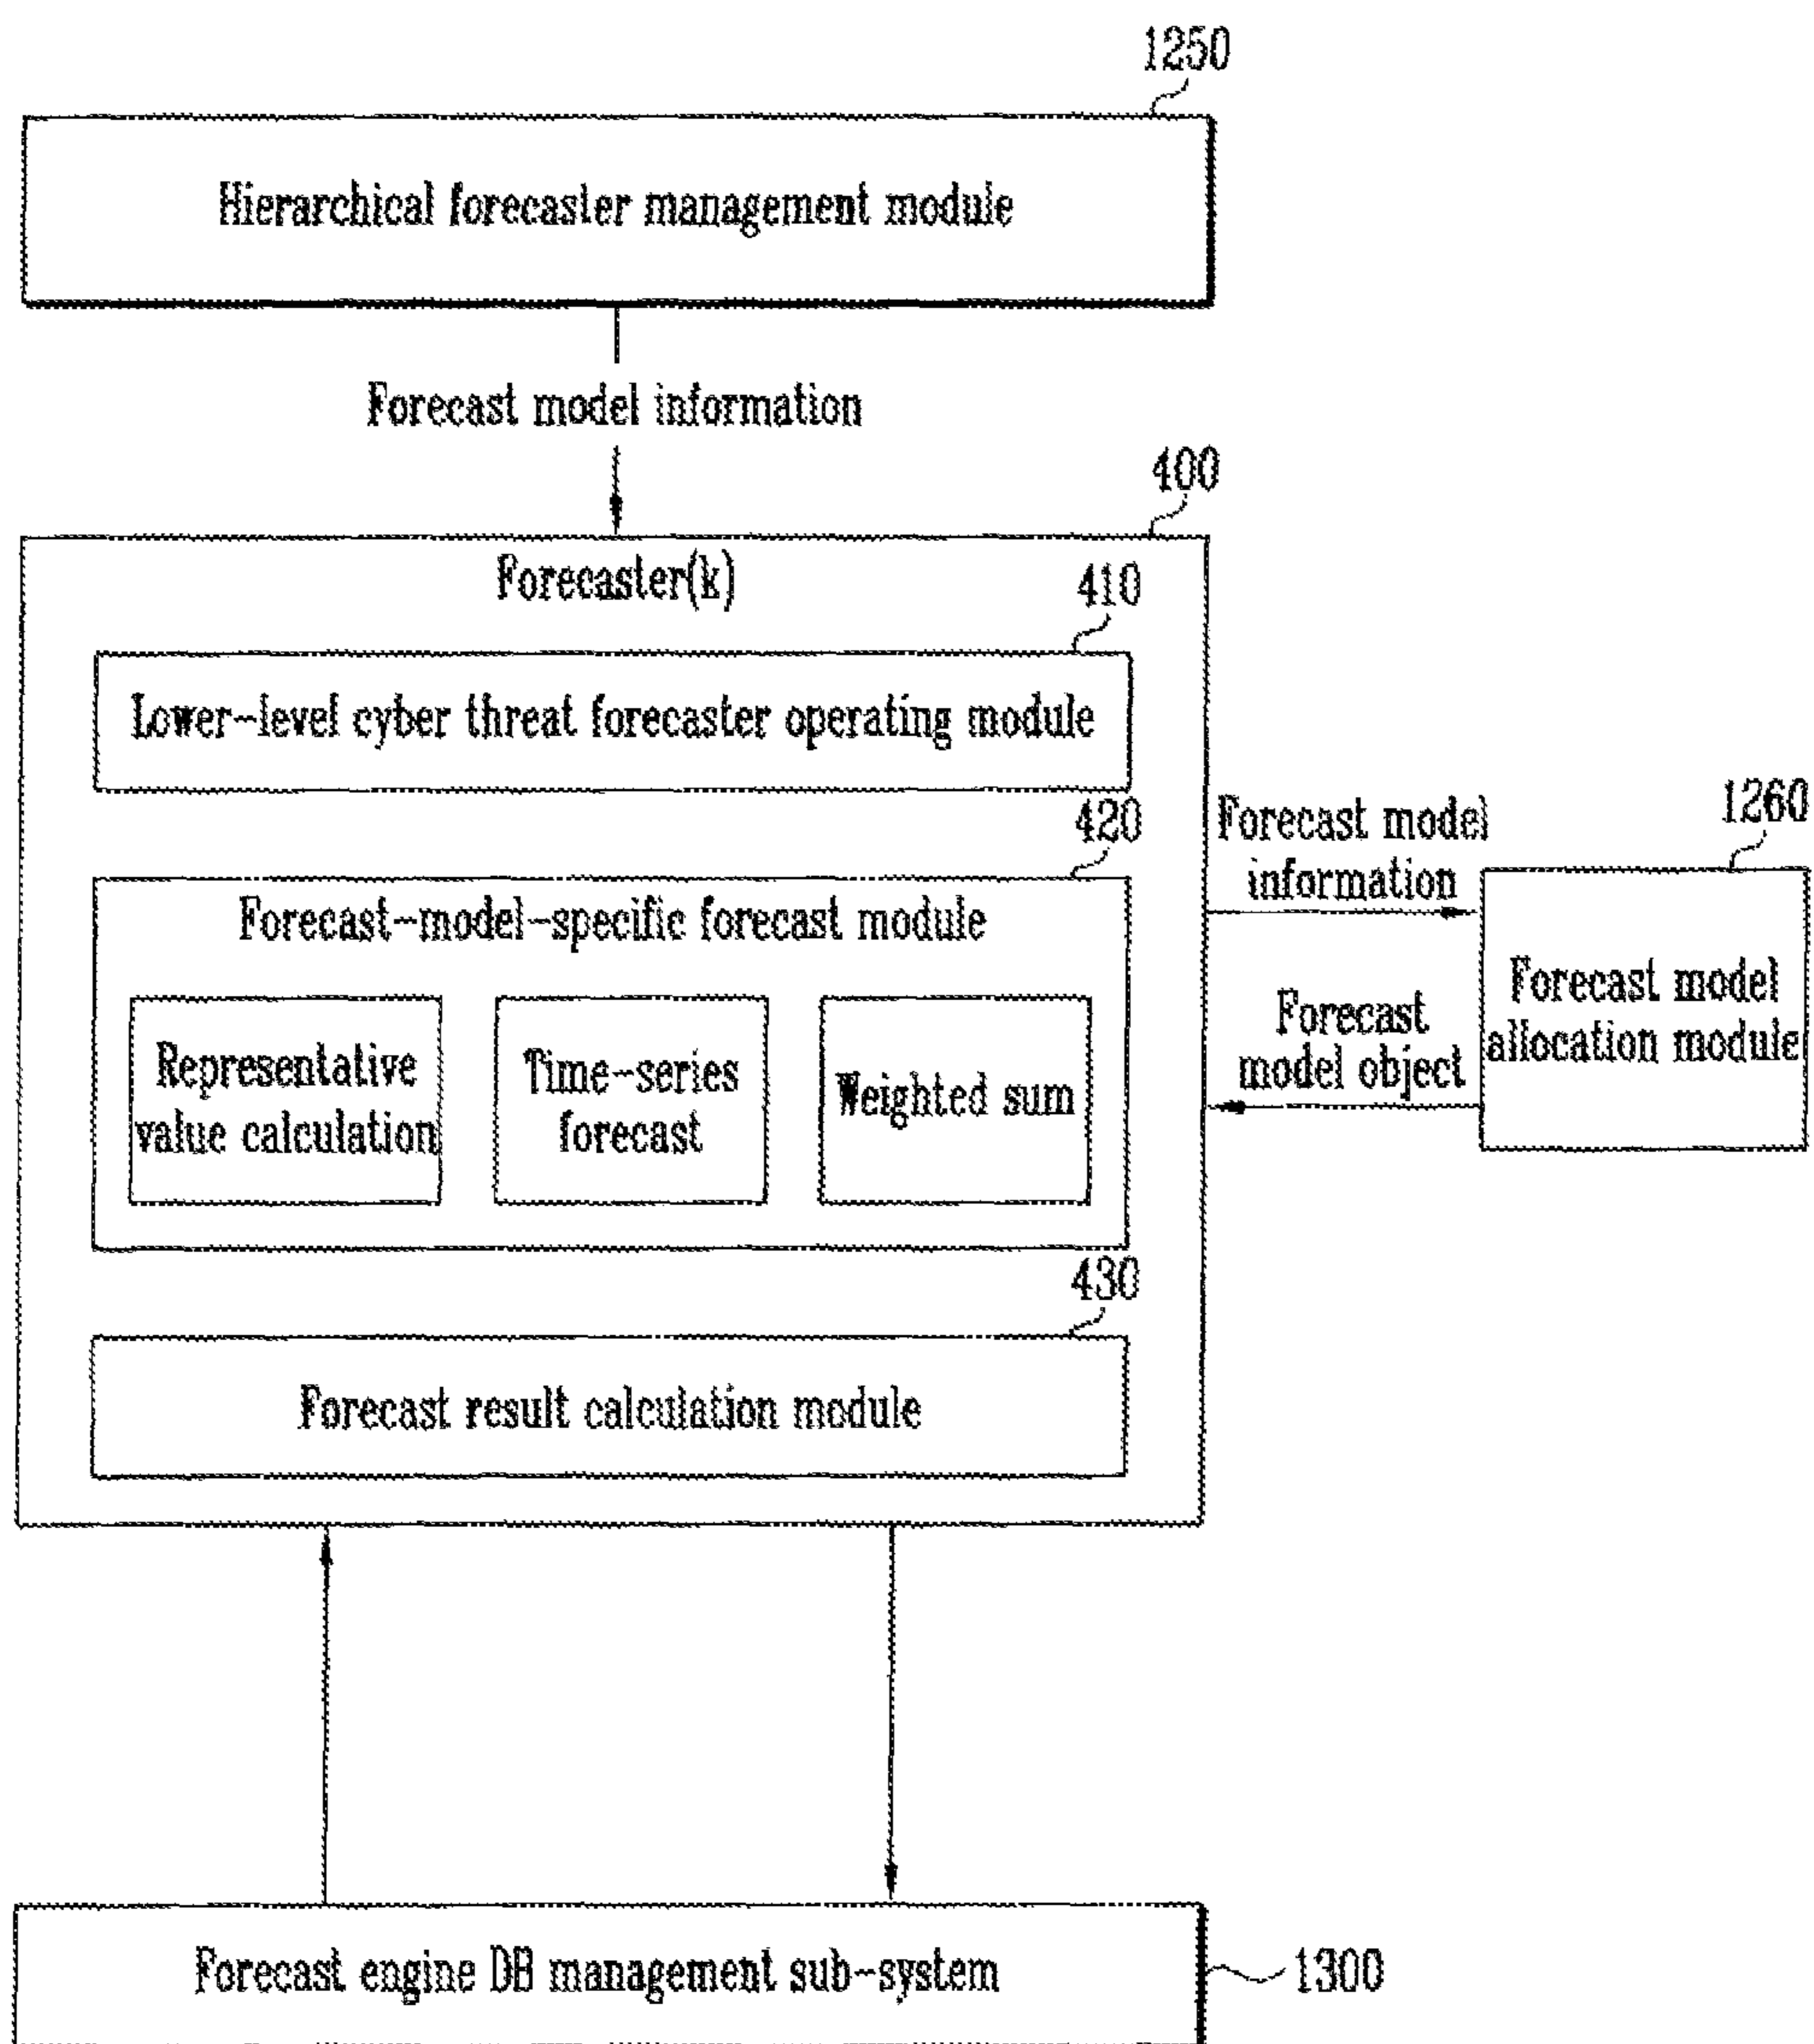 1250
Hierarchical forecaster management module
Forecast model information
400
Forecaster(k)
410
Lower-level cyber threat forecaster operating module
420
Forecast-model-specific forecast module
Representative
value calculation
Time-series
forecast
Weighted sum
430
Forecast result calculation module
Forecast model
information
Forecast
model object
1260
Forecast model
allocation module
Forecast engine DB management sub-system
1300